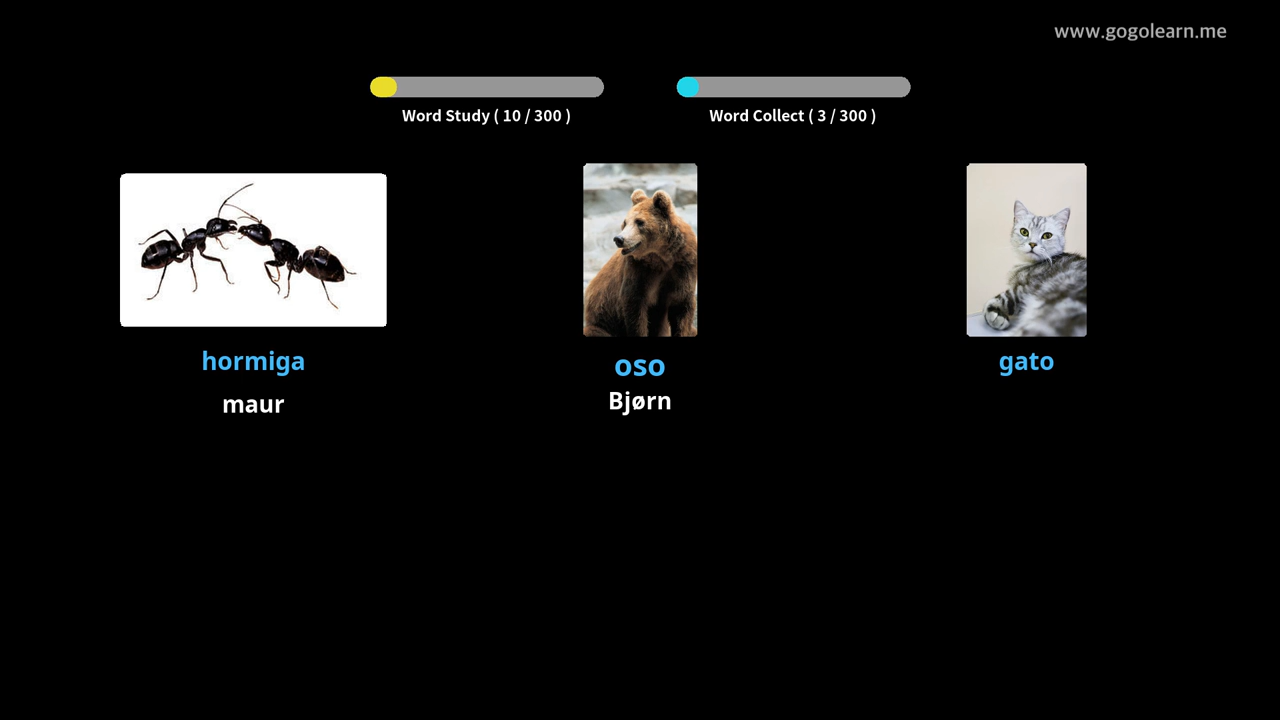 www.gogolearn.me
Word Study ( 10 / 300 )
Word Collect ( 3 / 300 )
hormiga
maur
oso
Bjørn
gato